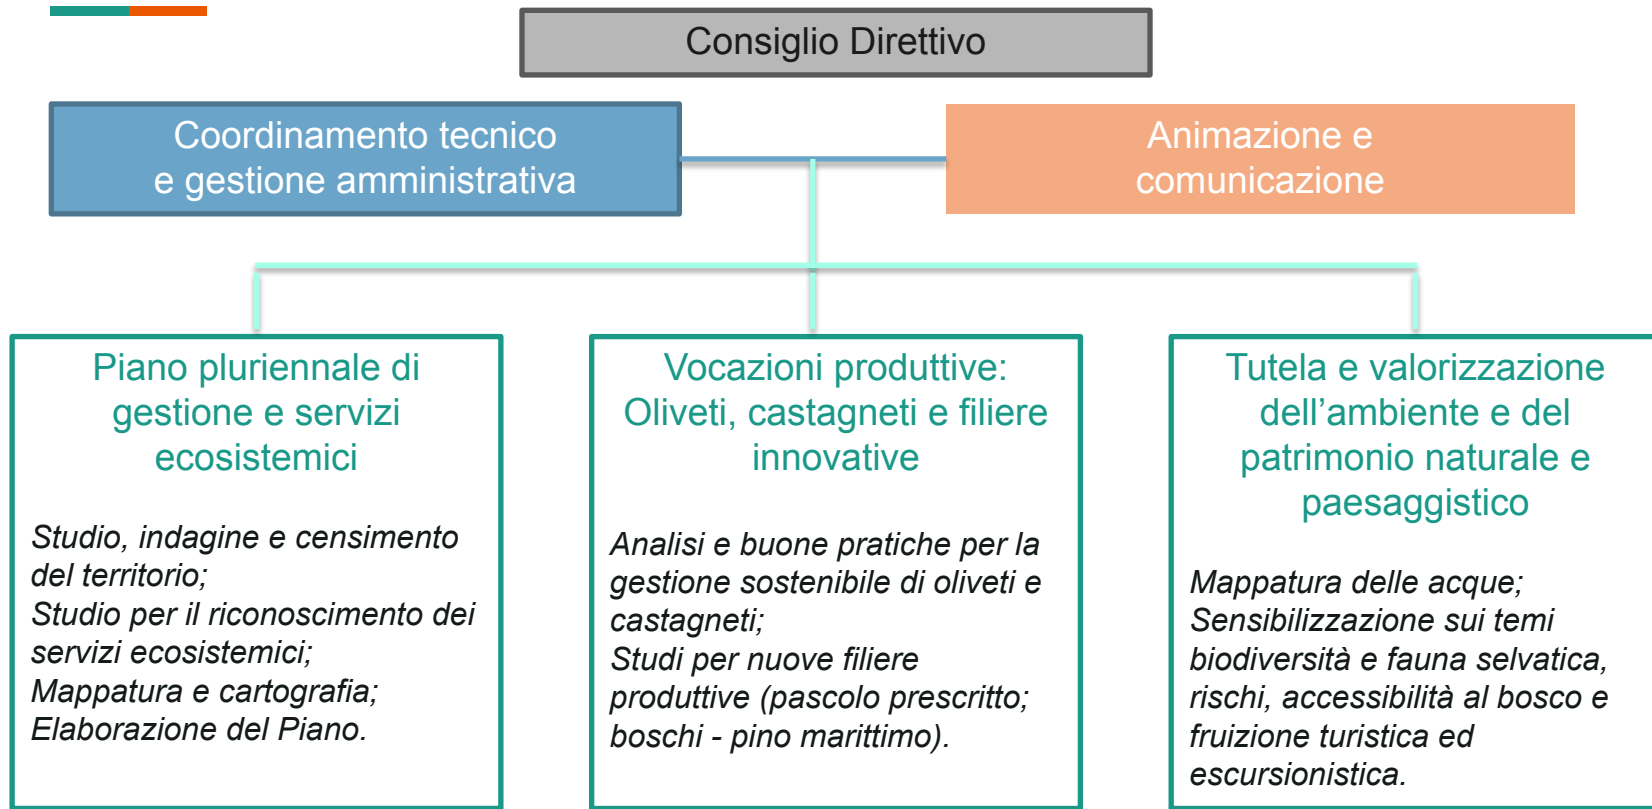 Consiglio Direttivo
Coordinamento tecnico
e gestione amministrativa
Animazione e
comunicazione
Piano pluriennale di
gestione e servizi
ecosistemici
Studio, indagine e censimento
del territorio;
Studio per il riconoscimento dei
servizi ecosistemici;
Mappatura e cartografia;
Elaborazione del Piano.
Vocazioni produttive:
Oliveti, castagneti e filiere
innovative
Analisi e buone pratiche per la
gestione sostenibile di oliveti e
castagneti;
Studi per nuove filiere
produttive (pascolo prescritto;
boschi - pino marittimo).
Tutela e valorizzazione
dell’ambiente e del
patrimonio naturale e
paesaggistico
Mappatura delle acque;
Sensibilizzazione sui temi
biodiversità e fauna selvatica,
rischi, accessibilità al bosco e
fruizione turistica ed
escursionistica.